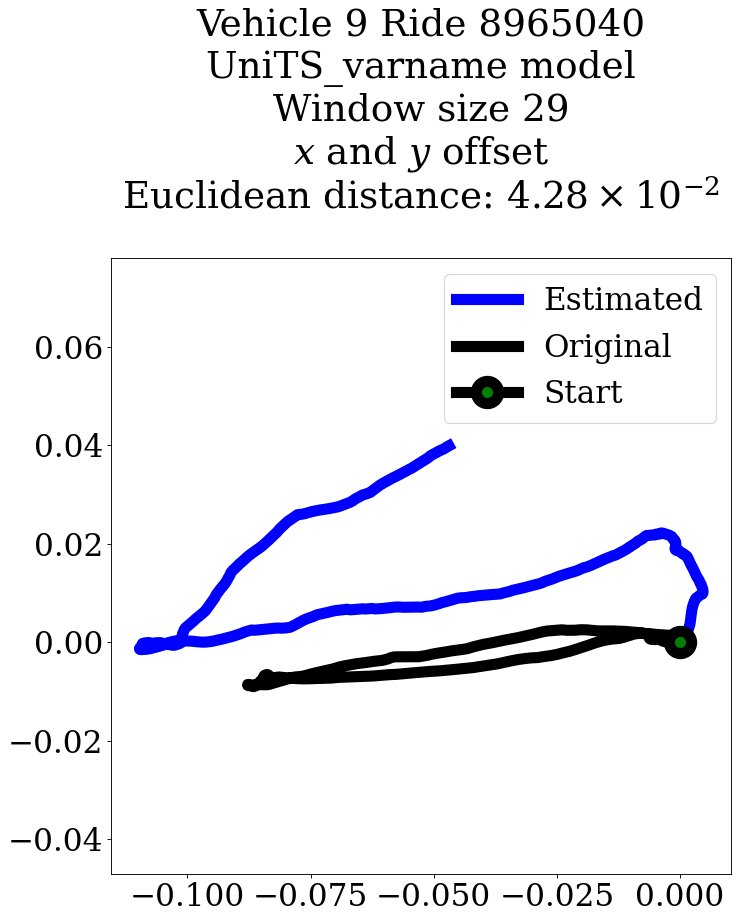 Vehicle 9 Ride 8965040
UniTS_varname model
Window size 29
x and y offset
Euclidean distance: 4.28 × 10⁻²
Estimated
Original
Start
0.06
0.04
0.02
0.00
−0.02
−0.04
−0.100 −0.075 −0.050 −0.025 0.000